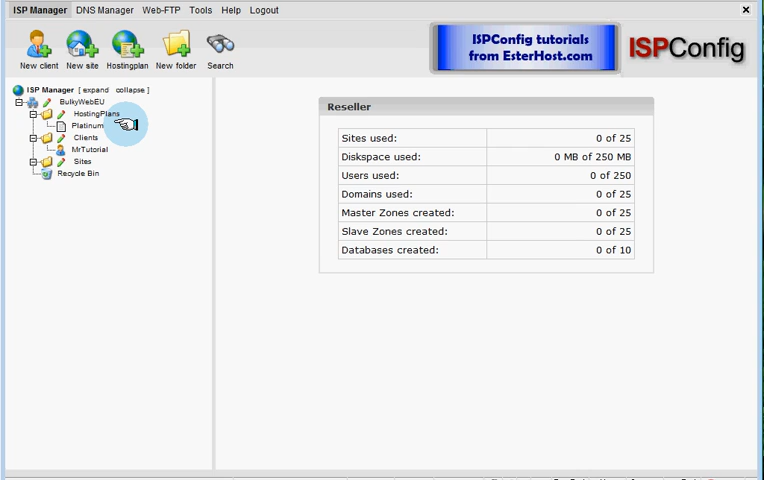 ISP Manager DNS Manager Web-FTP Tools Help Logout
ISPConfig tutorials
from EsterHost.com
ISPConfig
New client New site Hostingplan New folder Search
ISP Manager [ expand collapse ]
BulkyWebEU
HostingPlans
Platinum
Clients
MrTutorial
Sites
Recycle Bin
Reseller
Sites used: 0 of 25
Diskspace used: 0 MB of 250 MB
Users used: 0 of 250
Domains used: 0 of 25
Master Zones created: 0 of 25
Slave Zones created: 0 of 25
Databases created: 0 of 10